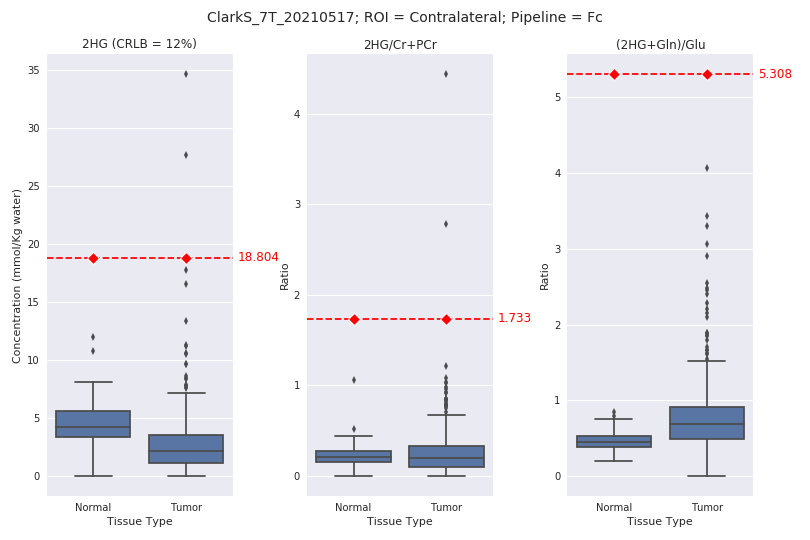 ClarkS_7T_20210517; ROI = Contralateral; Pipeline = Fc
2HG (CRLB = 12%)
Concentration (mmol/Kg water)
35
30
25
20
15
10
5
0
18.804
Normal
Tumor
Tissue Type
2HG/Cr+PCr
Ratio
4
3
2
1
0
1.733
Normal
Tumor
Tissue Type
(2HG+Gln)/Glu
Ratio
5
4
3
2
1
0
5.308
Normal
Tumor
Tissue Type